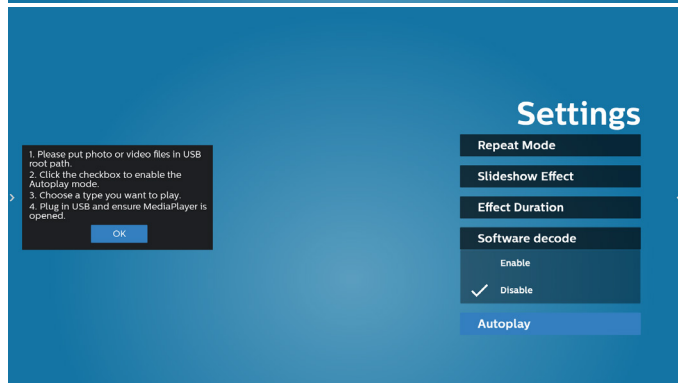 Settings
1. Please put photo or video files in USB
root path.
2. Click the checkbox to enable the
Autoplay mode.
3. Choose a type you want to play.
4. Plug in USB and ensure MediaPlayer is
opened.
OK
Repeat Mode
Slideshow Effect
Effect Duration
Software decode
Enable
Disable
Autoplay